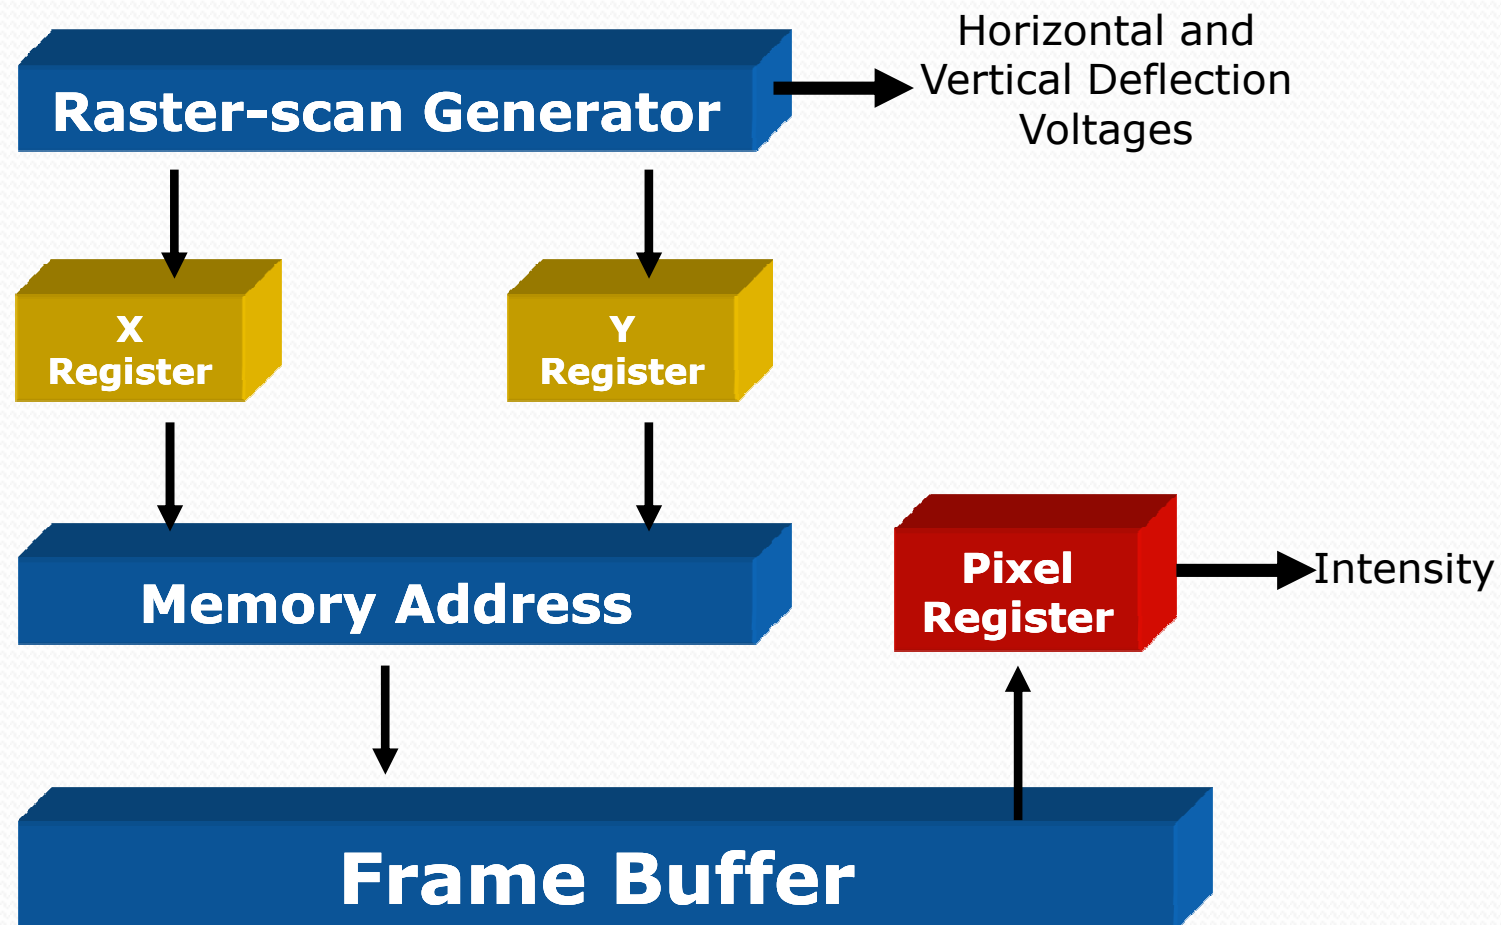 Raster-scan Generator
Horizontal and
Vertical Deflection
Voltages
X
Register
Y
Register
Memory Address
Pixel
Register
Intensity
Frame Buffer